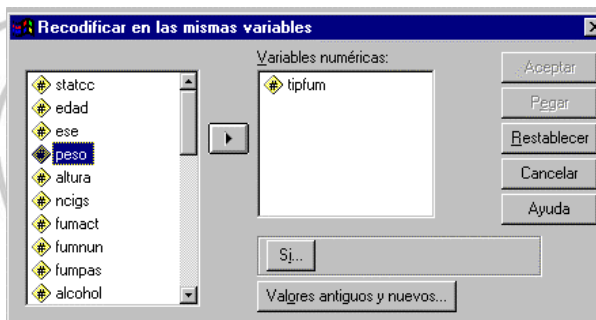 Recodificar en las mismas variables
statcc
edad
ese
peso
altura
ncigs
fumact
fumnun
fumpas
alcohol
Variables numéricas:
tipfum
Si...
Valores antiguos y nuevos...
Aceptar
Pegar
Restablecer
Cancelar
Ayuda